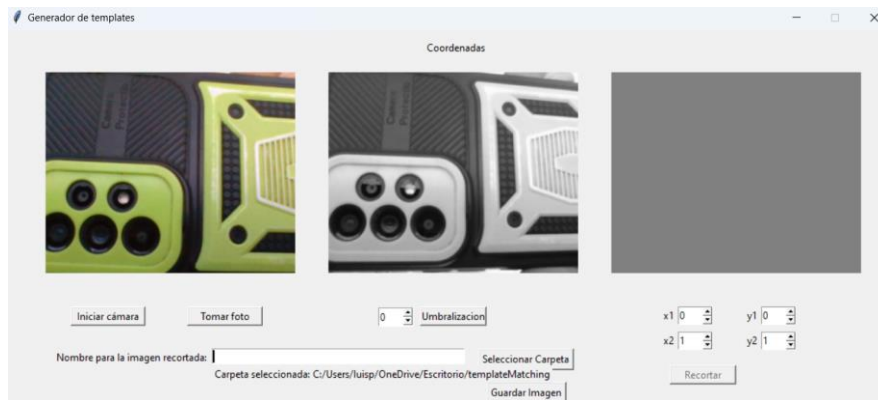 Generador de templates
Coordenadas
Iniciar cámara
Tomar foto
0
Umbralizacion
x1 0
y1 0
x2 1
y2 1
Nombre para la imagen recortada:
Seleccionar Carpeta
Carpeta seleccionada: C:/Users/luisp/OneDrive/Escritorio/templateMatching
Recortar
Guardar Imagen